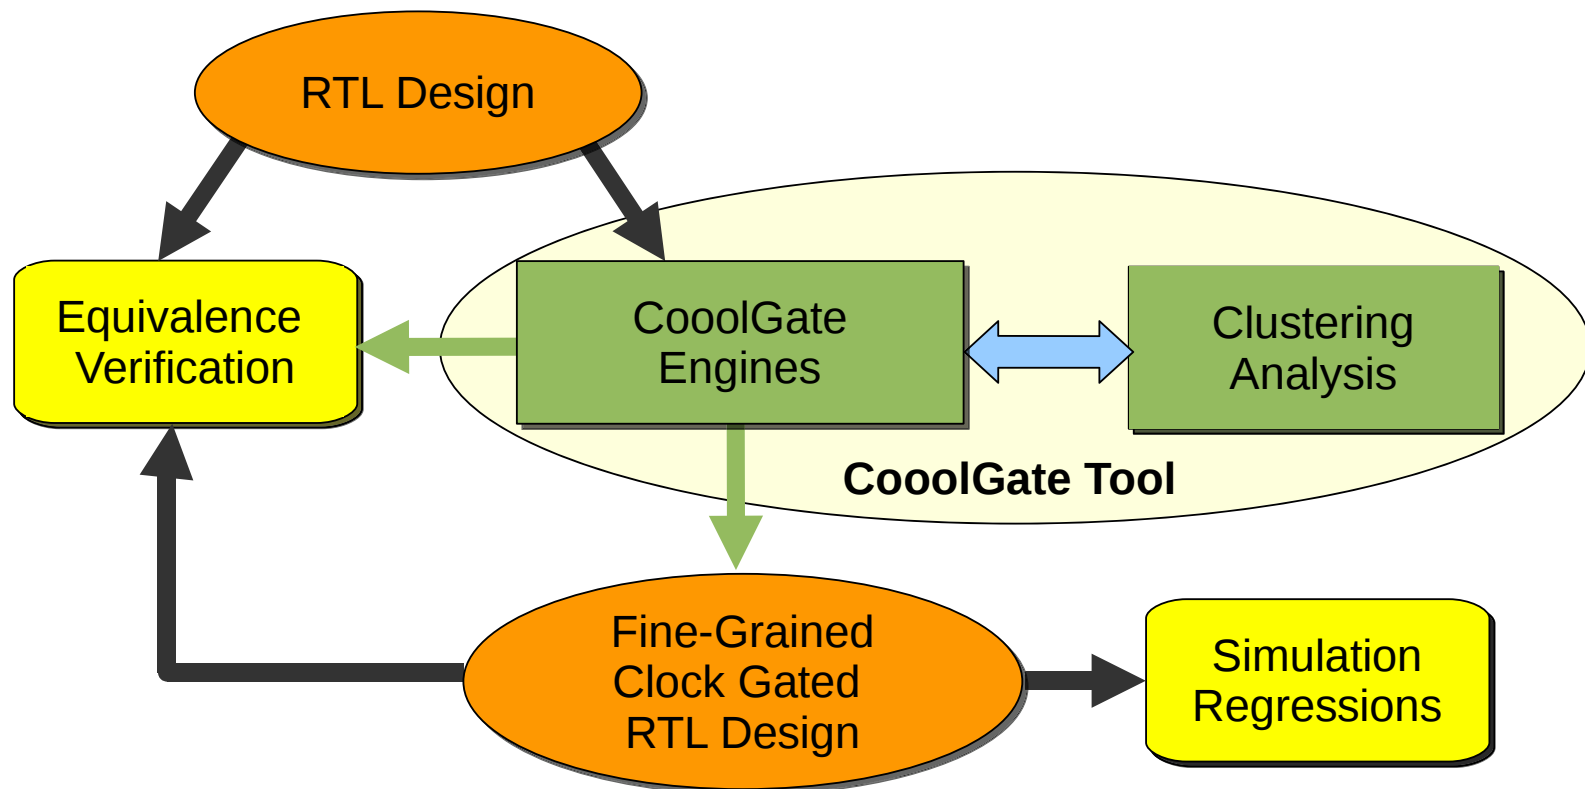 RTL Design
Equivalence
Verification
CooolGate
Engines
Clustering
Analysis
CooolGate Tool
Fine-Grained
Clock Gated
RTL Design
Simulation
Regressions